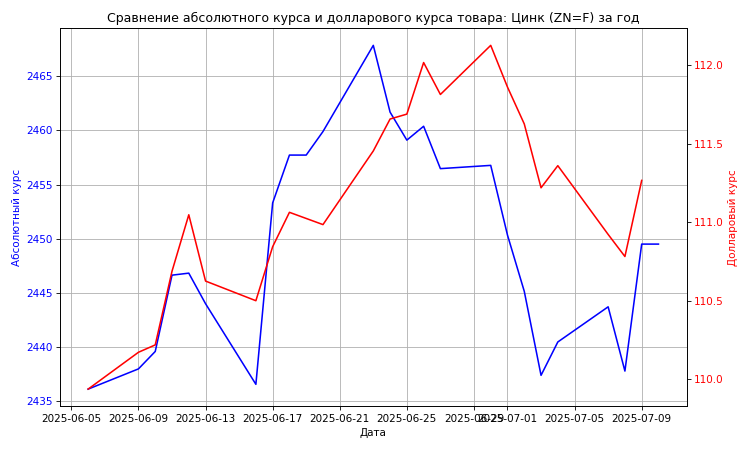 Сравнение абсолютного курса и долларового курса товара: Цинк (ZN=F) за год
Абсолютный курс
2465
2460
2455
2450
2445
2440
2435
112.0
111.5
111.0
110.5
110.0
Долларовый курс
2025-06-05 2025-06-09 2025-06-13 2025-06-17 2025-06-21 2025-06-25 2025-06-29 2025-07-01 2025-07-05 2025-07-09
Дата